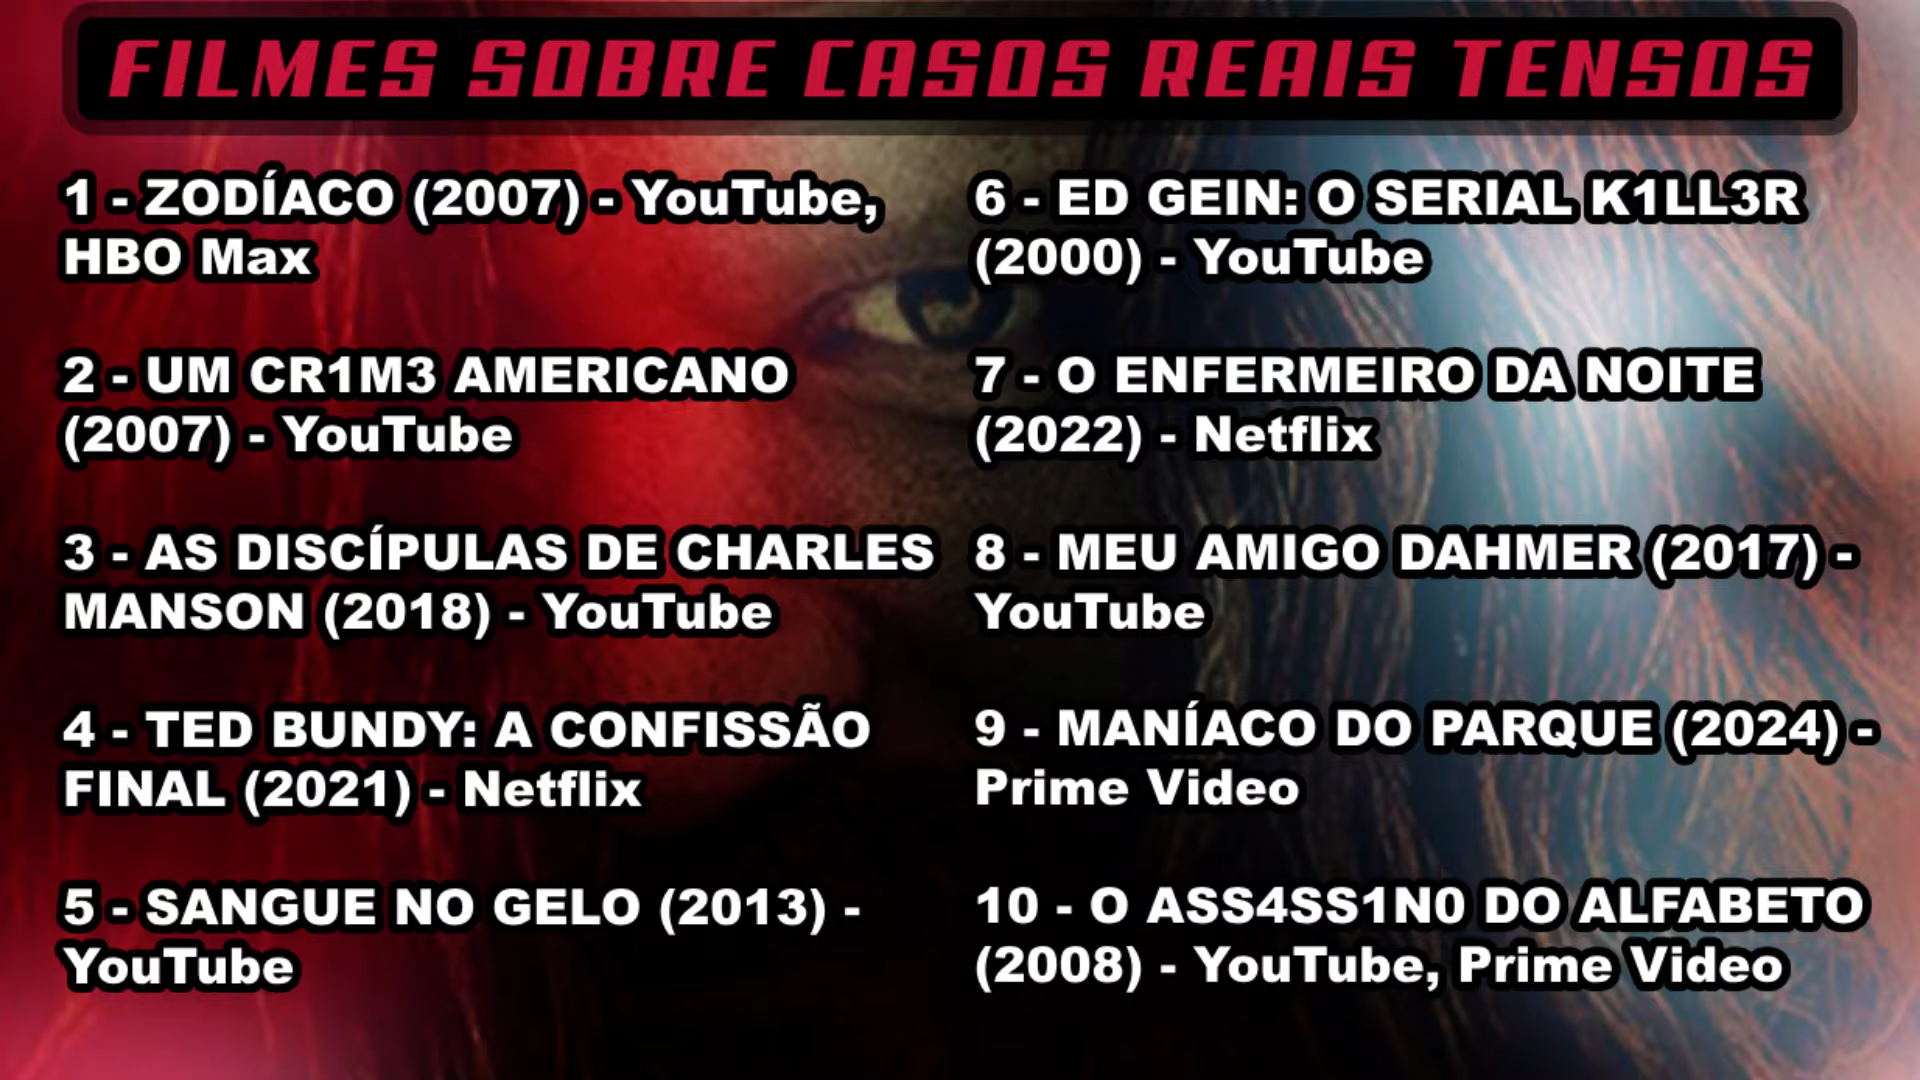 FILMES SOBRE CASOS REAIS TENSOS
1 - ZODÍACO (2007) - YouTube,
HBO Max
2 - UM CR1M3 AMERICANO
(2007) - YouTube
3 - AS DISCÍPULAS DE CHARLES
MANSON (2018) - YouTube
4 - TED BUNDY: A CONFISSÃO
FINAL (2021) - Netflix
5 - SANGUE NO GELO (2013) -
YouTube
6 - ED GEIN: O SERIAL K1LL3R
(2000) - YouTube
7 - O ENFERMEIRO DA NOITE
(2022) - Netflix
8 - MEU AMIGO DAHMER (2017) -
YouTube
9 - MANÍACO DO PARQUE (2024) -
Prime Video
10 - O ASS4SS1N0 DO ALFABETO
(2008) - YouTube, Prime Video